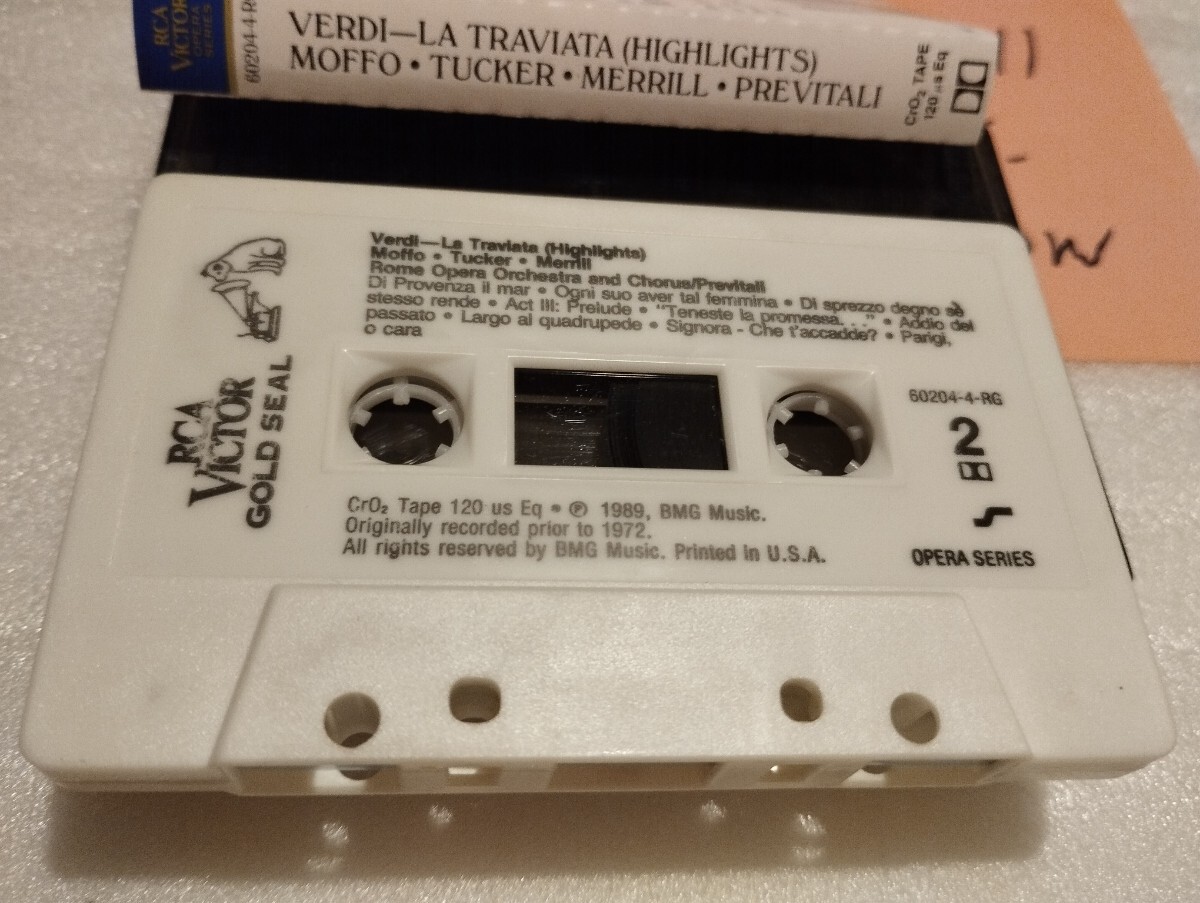 RCA
VICTOR
OPERA
SERIES
60204-4-R
VERDI—LA TRAVIATA (HIGHLIGHTS)
MOFFO • TUCKER • MERRILL • PREVITALI
CrO₂ TAPE
120 us Eq
W
Verdi—La Traviata (Highlights)
Moffo • Tucker • Merrill
Rome Opera Orchestra and Chorus/Previtali
Di Provenza il mar • Ogni suo aver tal femmina • Di sprezzo degno sè
stesso rende • Act III: Prelude • "Teneste la promessa. . ." • Addio del
passato • Largo al quadrupede • Signora - Che t'accadde? • Parigi,
o cara
RCA
VICTOR
GOLD SEAL
60204-4-RG
2
CrO₂ Tape 120 us Eq • ℗ 1989, BMG Music.
Originally recorded prior to 1972.
All rights reserved by BMG Music. Printed in U.S.A.
OPERA SERIES